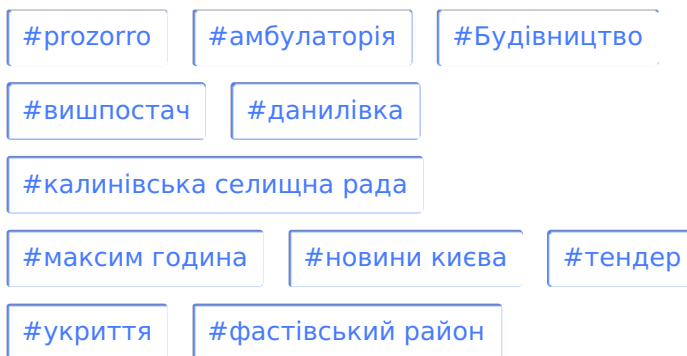 #prozorro #амбулаторія #Будівництво
#вишпостач #данилівка
#калинівська селищна рада
#максим година #новини києва #тендер
#укриття #фастівський район